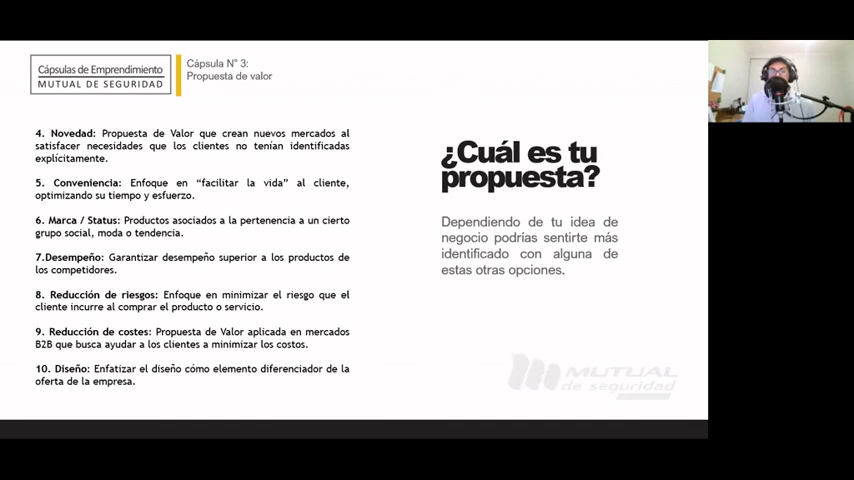 Cápsulas de Emprendimiento
MUTUAL DE SEGURIDAD
Cápsula N° 3:
Propuesta de valor
4. Novedad: Propuesta de Valor que crean nuevos mercados al
satisfacer necesidades que los clientes no tenían identificadas
explícitamente.
5. Conveniencia: Enfoque en “facilitar la vida” al cliente,
optimizando su tiempo y esfuerzo.
6. Marca / Status: Productos asociados a la pertenencia a un cierto
grupo social, moda o tendencia.
7.Desempeño: Garantizar desempeño superior a los productos de
los competidores.
8. Reducción de riesgos: Enfoque en minimizar el riesgo que el
cliente incurre al comprar el producto o servicio.
9. Reducción de costes: Propuesta de Valor aplicada en mercados
B2B que busca ayudar a los clientes a minimizar los costos.
10. Diseño: Enfatizar el diseño cómo elemento diferenciador de la
oferta de la empresa.
¿Cuál es tu
propuesta?
Dependiendo de tu idea de
negocio podrías sentirte más
identificado con alguna de
estas otras opciones.
MUTUAL
de seguridad